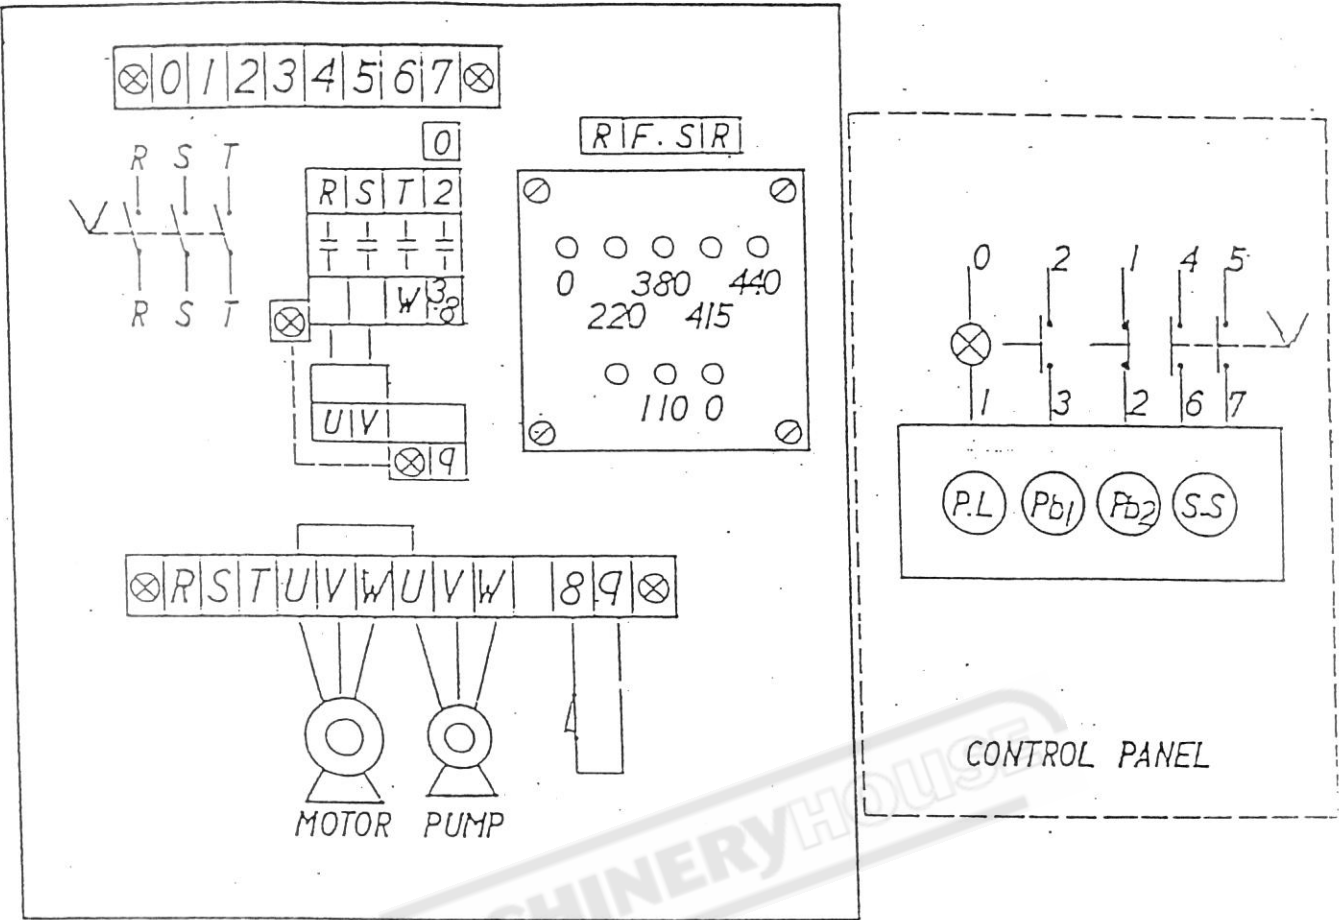 0 1 2 3 4 5 6 7
R S T
R S T
0
R S T 2
W 3
8
U V
9
R F.S R
0 380 440
220 415
110 0
R S T U V W U V W 8 9
MOTOR PUMP
0 2 1 4 5
1 3 2 6 7
P.L Pb1 Pb2 S-S
CONTROL PANEL
MACHINERYHOUSE